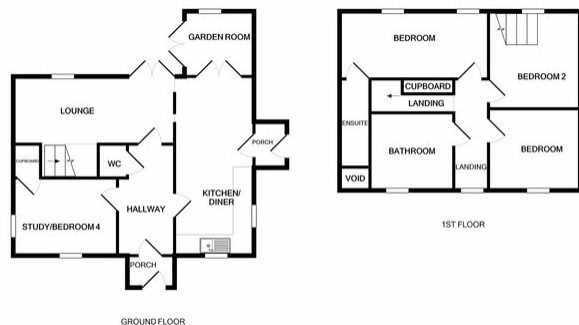 GARDEN ROOM
LOUNGE
CUPBOARD
WC
PORCH
HALLWAY
KITCHEN/
DINER
STUDY/BEDROOM 4
PORCH
GROUND FLOOR
BEDROOM
BEDROOM 2
CUPBOARD
LANDING
ENSUITE
BATHROOM
LANDING
BEDROOM
VOID
1ST FLOOR